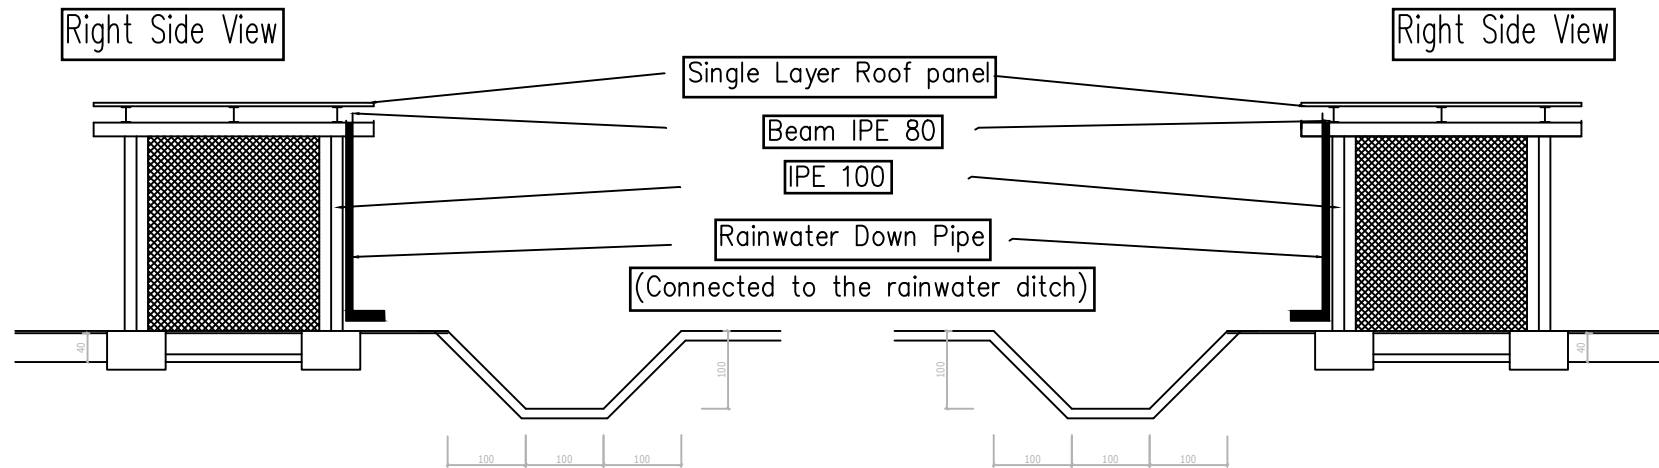 Right Side View
Right Side View
Single Layer Roof panel
Beam IPE 80
IPE 100
Rainwater Down Pipe
(Connected to the rainwater ditch)
40
100
100
40
100
100
100
100
100
100